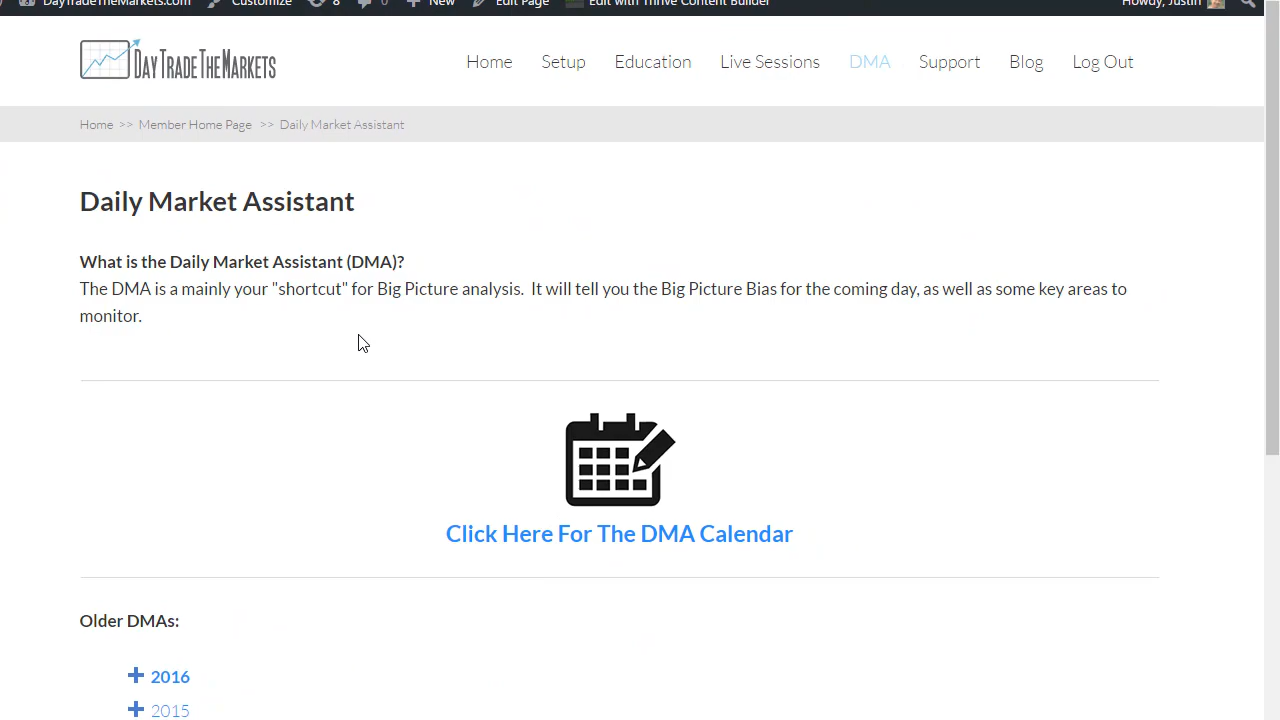 DayTradeTheMarkets.com Customize 8 0 New Edit Page Edit with Thrive Content Builder Howdy, Justin
DAYTRADETHEMARKETS Home Setup Education Live Sessions DMA Support Blog Log Out
Home >> Member Home Page >> Daily Market Assistant
Daily Market Assistant
What is the Daily Market Assistant (DMA)?
The DMA is a mainly your "shortcut" for Big Picture analysis. It will tell you the Big Picture Bias for the coming day, as well as some key areas to
monitor.
Click Here For The DMA Calendar
Older DMAs:
2016
2015